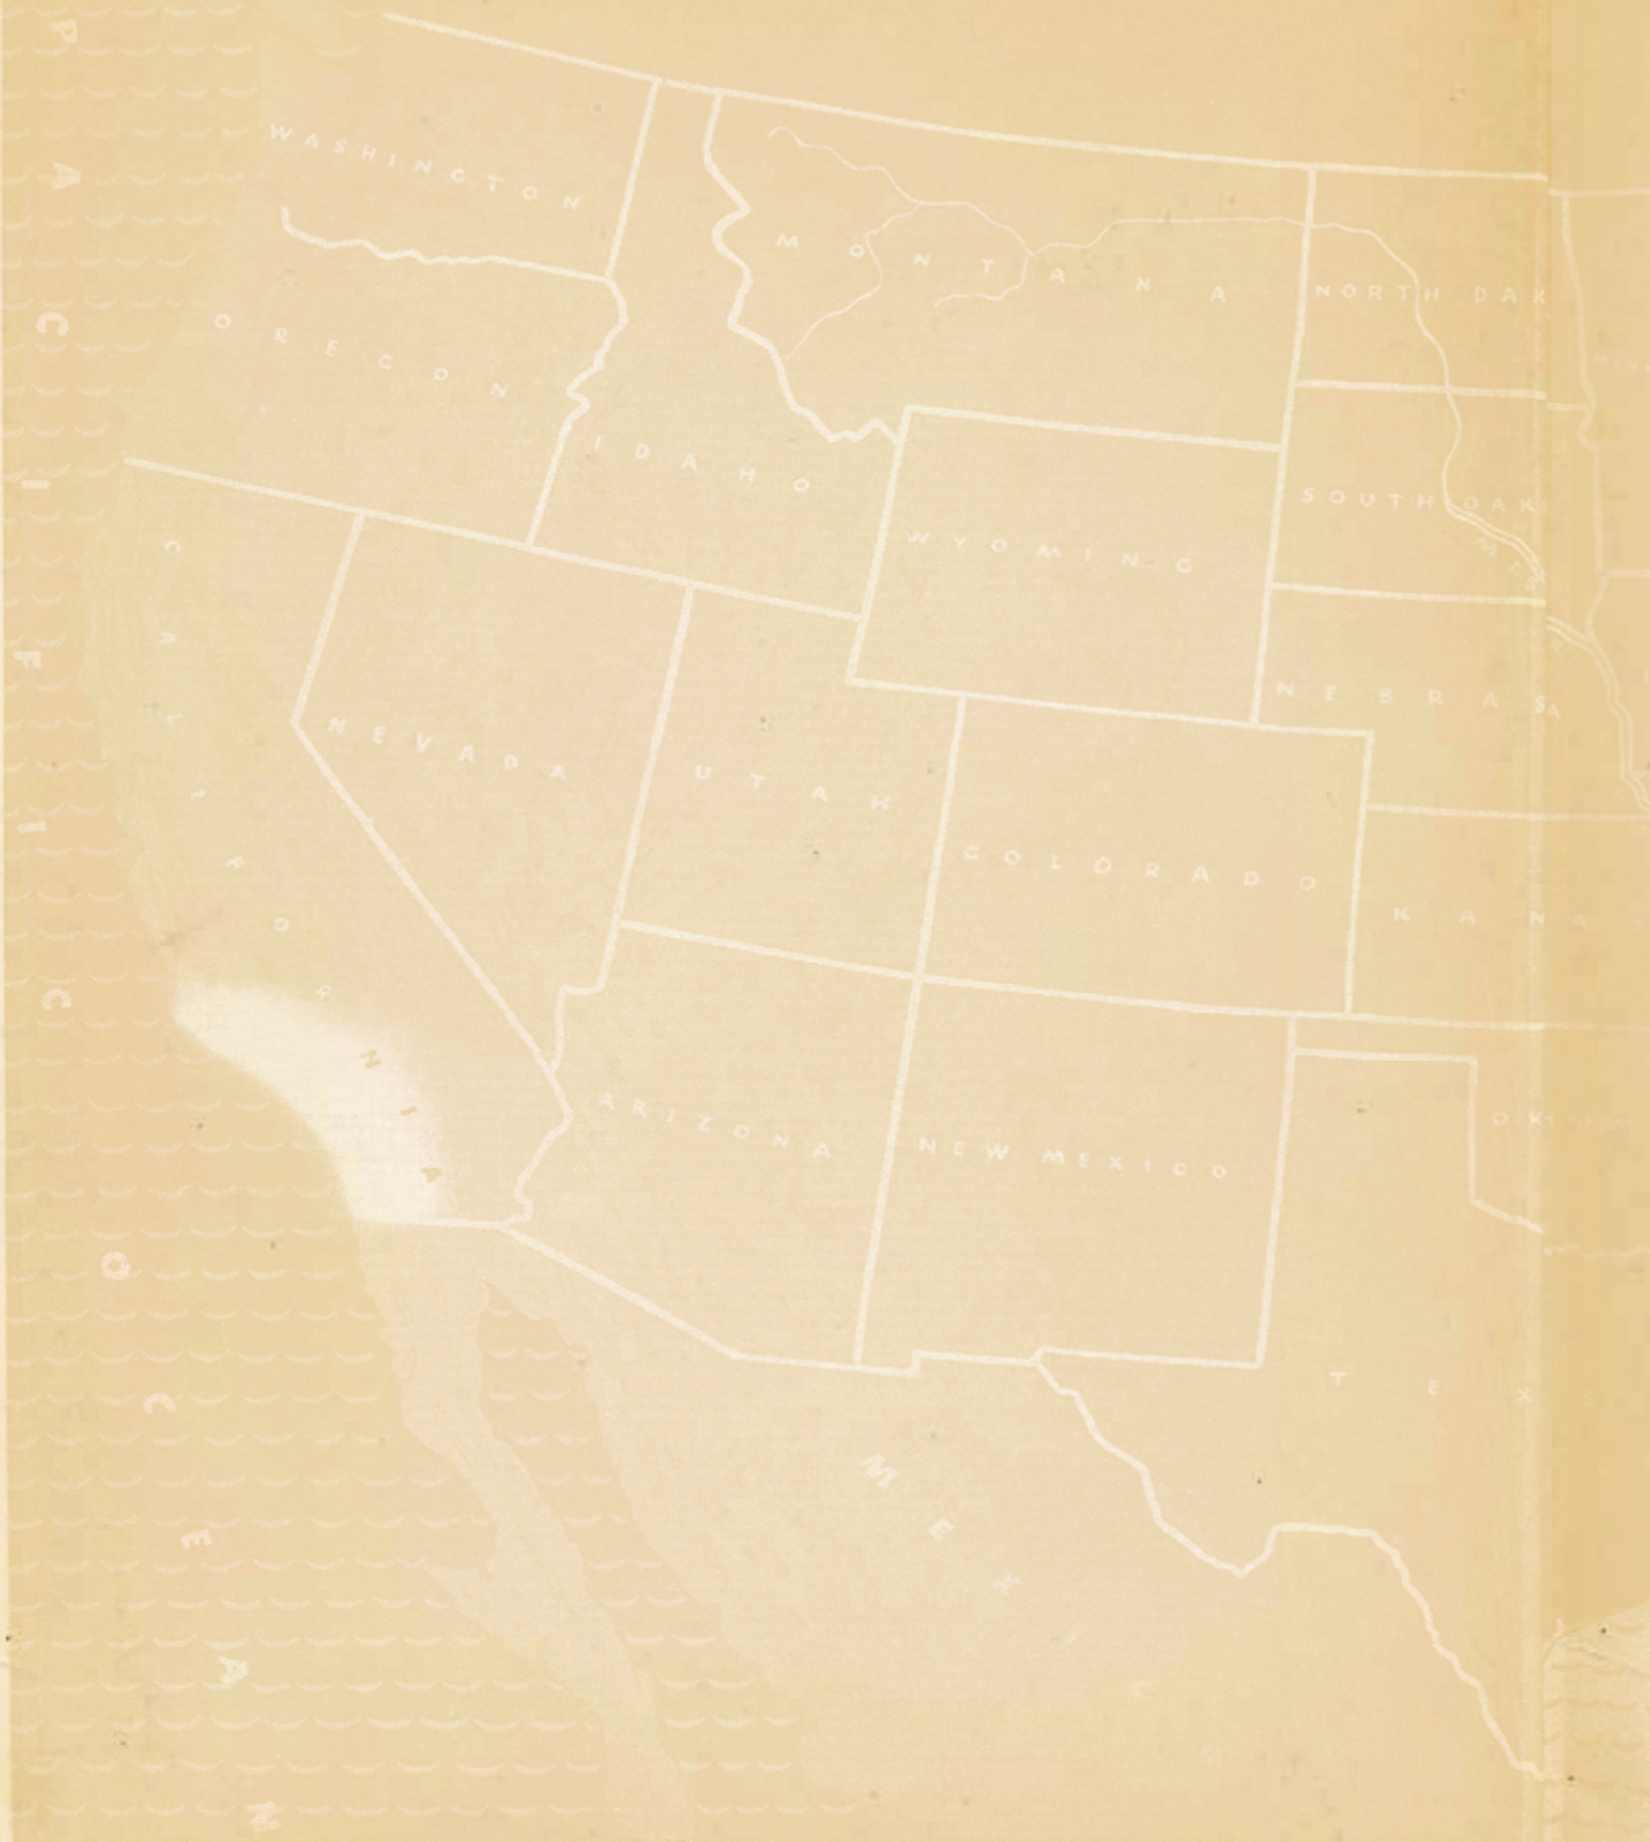 PACIFIC OCEAN
WASHINGTON
MONTANA
NORTH DAK
OREGON
IDAHO
SOUTH DAK
WYOMING
CALIFORNIA
NEBRAS
NEVADA
UTAH
COLORADO
KAN
ARIZONA
NEW MEXICO
OK
TEX
MEX